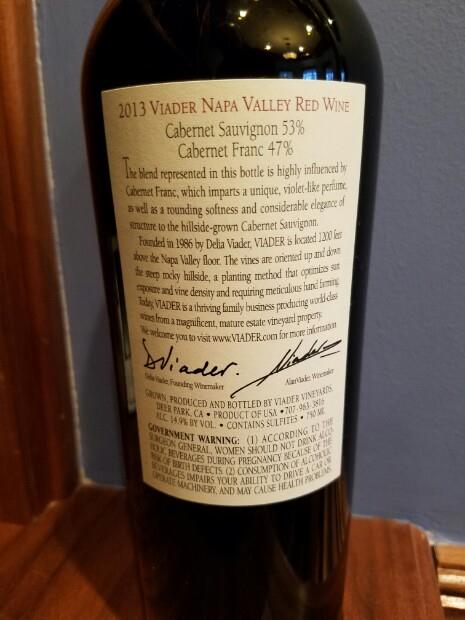 2013 VIADER NAPA VALLEY RED WINE
Cabernet Sauvignon 53%
Cabernet Franc 47%
The blend represented in this bottle is highly influenced by
Cabernet Franc, which imparts a unique, violet-like perfume,
as well as a rounding softness and considerable elegance of
structure to the hillside-grown Cabernet Sauvignon.
Founded in 1986 by Delia Viader, VIADER is located 1200 feet
above the Napa Valley floor. The vines are oriented up and down
the steep rocky hillside, a planting method that optimizes sun
exposure and vine density and requiring meticulous hand farming.
Today, VIADER is a thriving family business producing world-class
wines from a magnificent, mature estate vineyard property.
We welcome you to visit www.VIADER.com for more information.
DViader. AViader
Delia Viader, Founding Winemaker Alan Viader, Winemaker
GROWN, PRODUCED AND BOTTLED BY VIADER VINEYARDS,
DEER PARK, CA • PRODUCT OF USA • 707-963-3816
ALC. 14.9% BY VOL. • CONTAINS SULFITES • 750 ML
GOVERNMENT WARNING: (1) ACCORDING TO THE
SURGEON GENERAL, WOMEN SHOULD NOT DRINK ALCO-
HOLIC BEVERAGES DURING PREGNANCY BECAUSE OF THE
RISK OF BIRTH DEFECTS. (2) CONSUMPTION OF ALCOHOLIC
BEVERAGES IMPAIRS YOUR ABILITY TO DRIVE A CAR OR
OPERATE MACHINERY, AND MAY CAUSE HEALTH PROBLEMS.